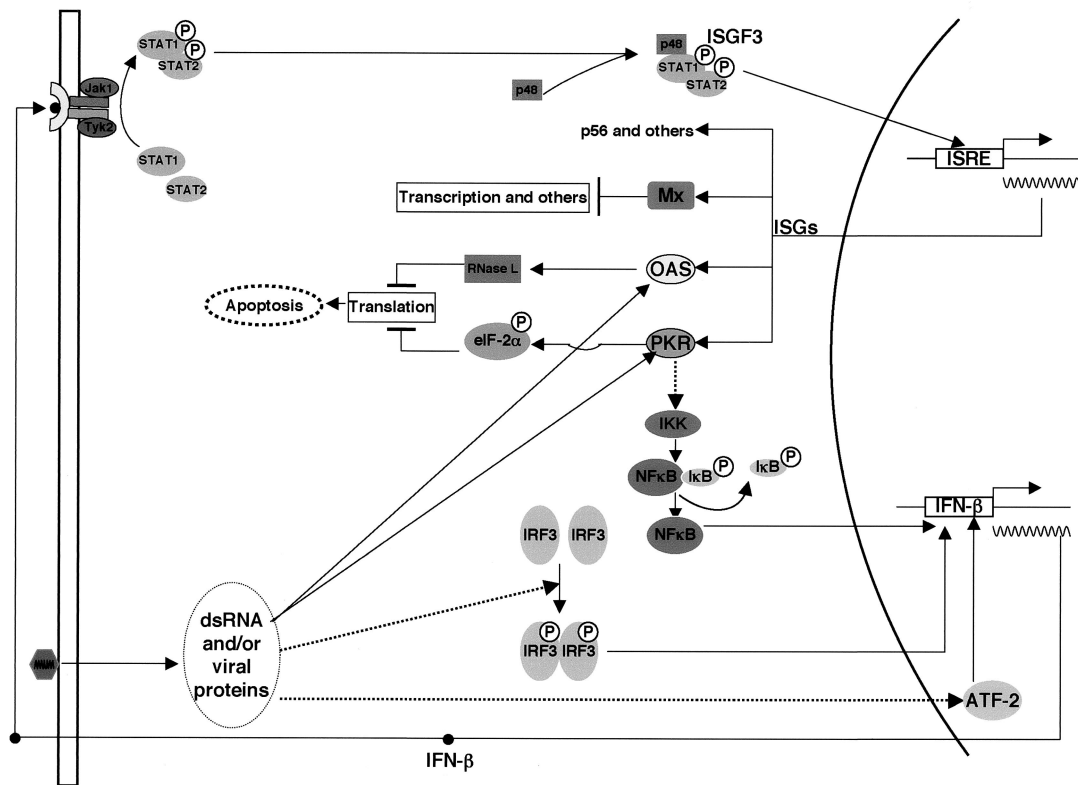 P
STAT1
P
STAT2
p48
ISGF3
P
STAT1
P
STAT2
p48
Jak1
Tyk2
STAT1
STAT2
p56 and others
ISRE
Transcription and others
Mx
ISGs
RNase L
OAS
Apoptosis
Translation
P
eIF-2α
PKR
IKK
NFκB
IκB
P
IκB
P
NFκB
IFN-β
IRF3
IRF3
dsRNA
and/or
viral
proteins
P
P
IRF3
IRF3
ATF-2
IFN-β